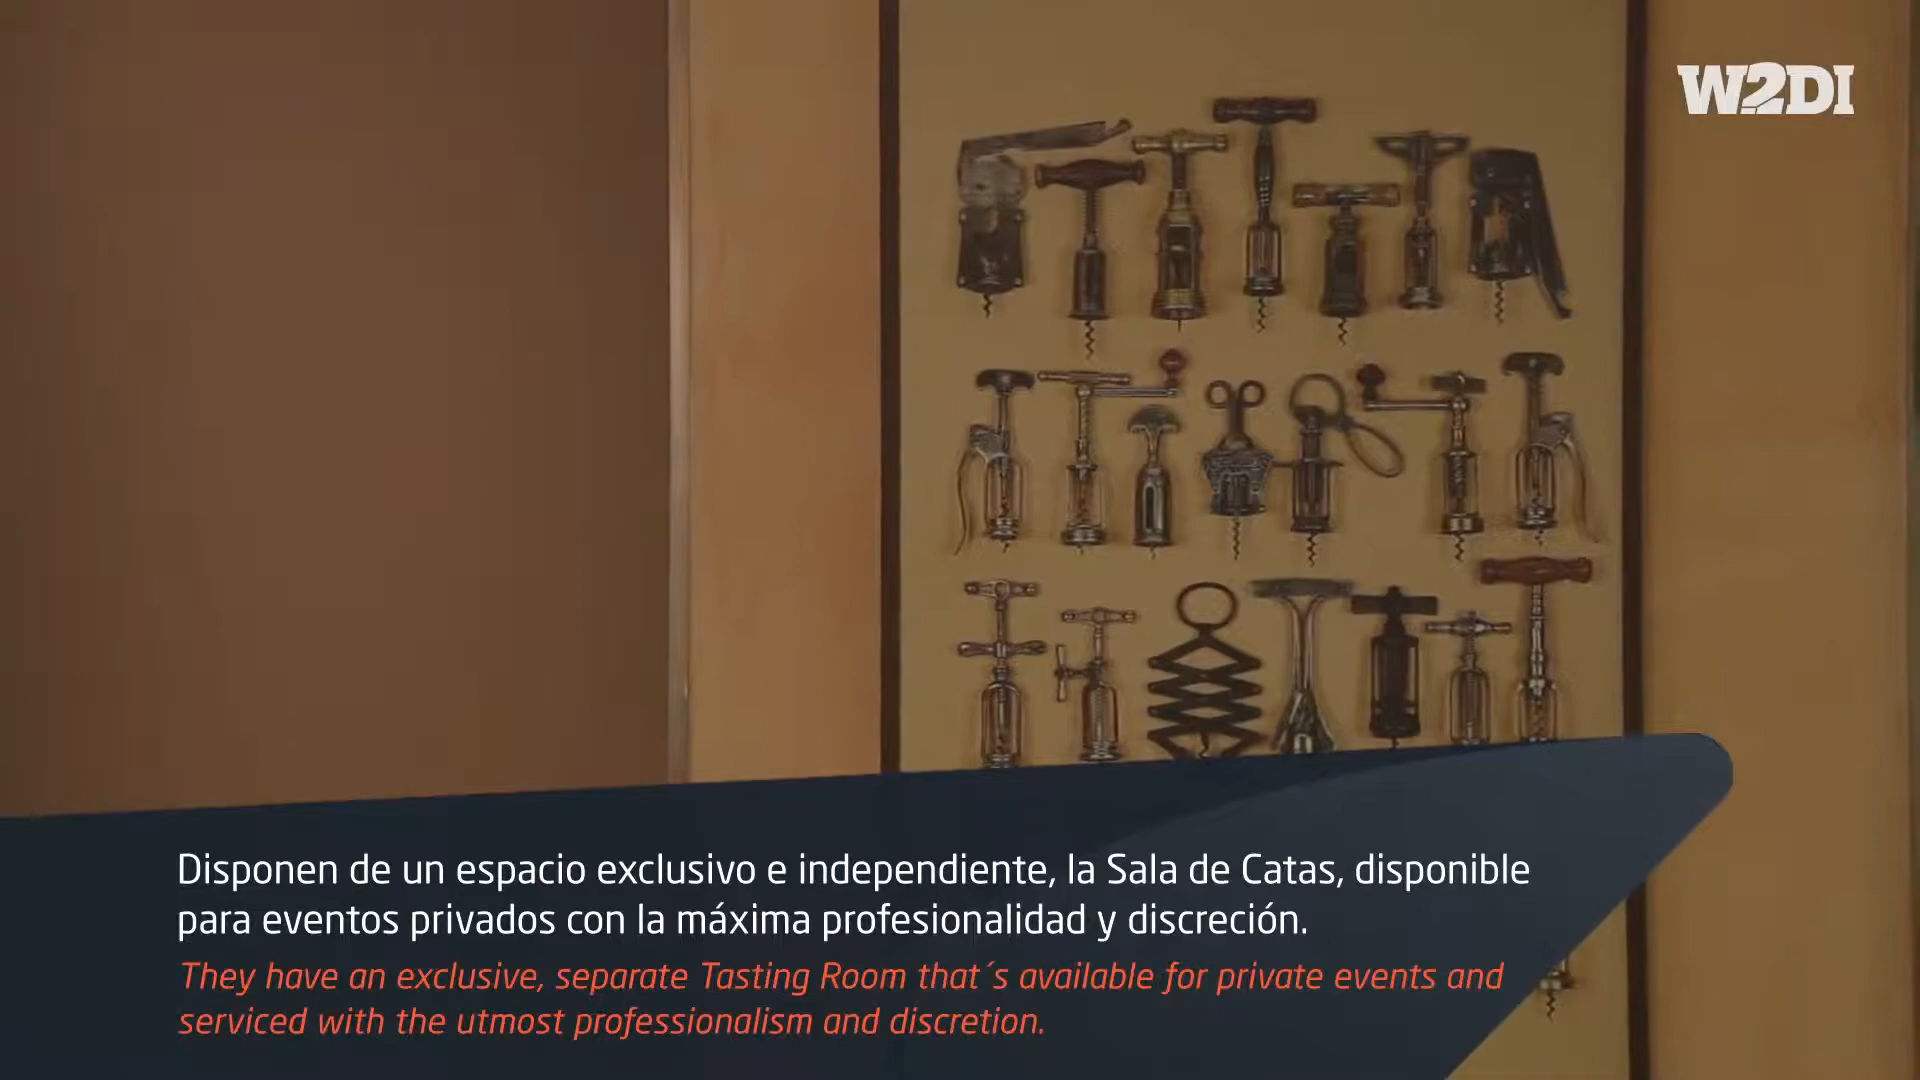 W2DI
Disponen de un espacio exclusivo e independiente, la Sala de Catas, disponible
para eventos privados con la máxima profesionalidad y discreción.
They have an exclusive, separate Tasting Room that´s available for private events and
serviced with the utmost professionalism and discretion.